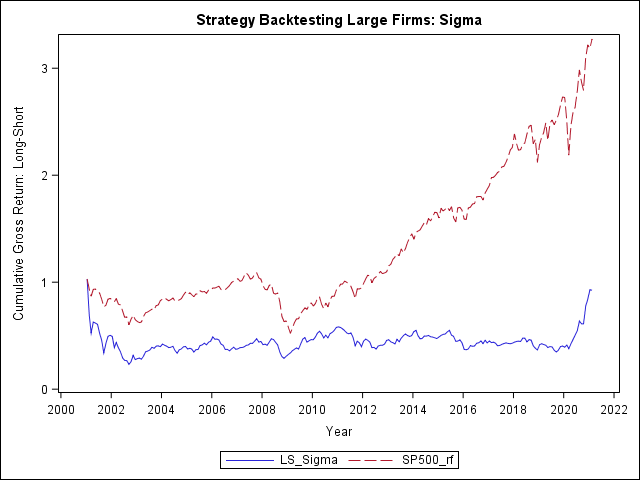 Strategy Backtesting Large Firms: Sigma
Cumulative Gross Return: Long-Short
3
2
1
0
2000 2002 2004 2006 2008 2010 2012 2014 2016 2018 2020 2022
Year
LS_Sigma SP500_rf